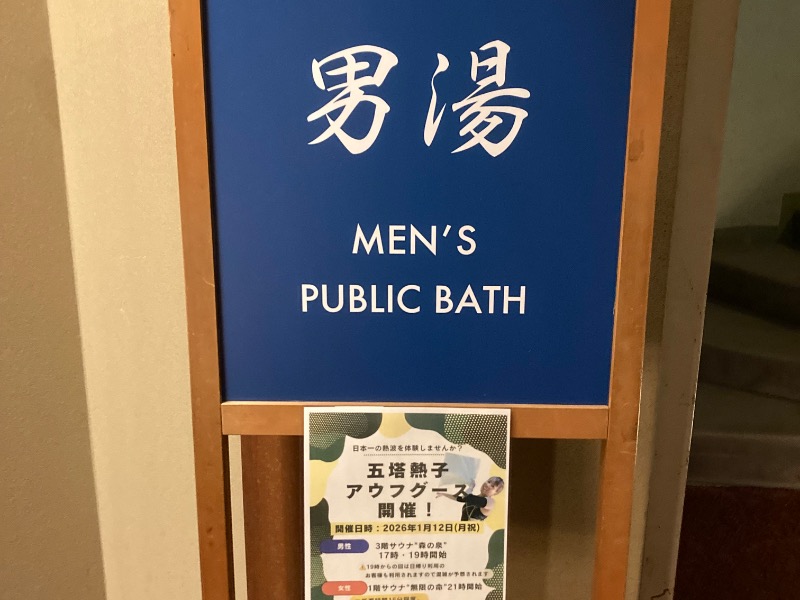 男湯
MEN'S
PUBLIC BATH
日本一の熱波を体験しませんか?
五塔熱子
アウフグース
開催!
開催日時:2026年1月12日(月祝)
男性
3階サウナ"森の泉"
17時・19時開始
⚠19時からの回は日帰り利用の
お客様も利用されますので混雑が予想されます
女性
1階サウナ"無限の命"21時開始